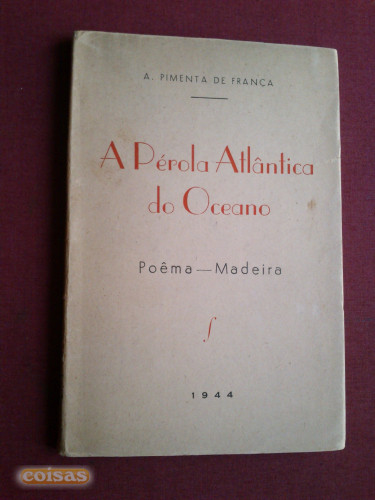 A. PIMENTA DE FRANÇA
A Pérola Atlântica
do Oceano
Poêma — Madeira
∫
1944
coisas